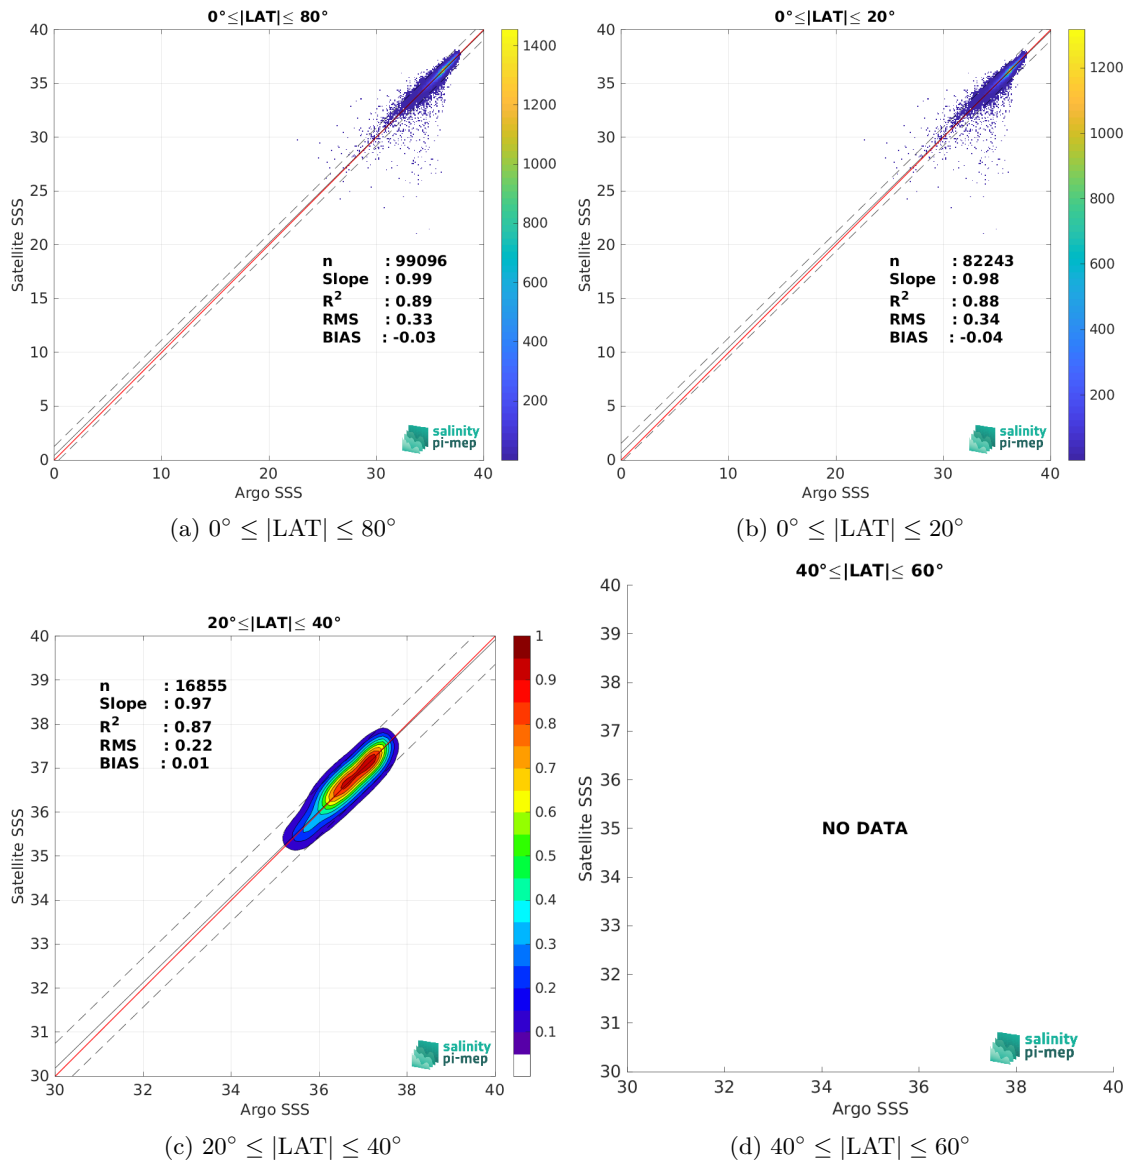 0°≤|LAT|≤ 80°
40
35
30
25
20
15
10
5
0
Satellite SSS
n : 99096
Slope : 0.99
R² : 0.89
RMS : 0.33
BIAS : -0.03
salinity
pi-mep
0 10 20 30 40
Argo SSS
1400
1200
1000
800
600
400
200
(a) 0° ≤ |LAT| ≤ 80°
0°≤|LAT|≤ 20°
40
35
30
25
20
15
10
5
0
Satellite SSS
n : 82243
Slope : 0.98
R² : 0.88
RMS : 0.34
BIAS : -0.04
salinity
pi-mep
0 10 20 30 40
Argo SSS
1200
1000
800
600
400
200
(b) 0° ≤ |LAT| ≤ 20°
20°≤|LAT|≤ 40°
40
39
38
37
36
35
34
33
32
31
30
Satellite SSS
n : 16855
Slope : 0.97
R² : 0.87
RMS : 0.22
BIAS : 0.01
salinity
pi-mep
30 32 34 36 38 40
Argo SSS
1
0.9
0.8
0.7
0.6
0.5
0.4
0.3
0.2
0.1
(c) 20° ≤ |LAT| ≤ 40°
40°≤|LAT|≤ 60°
40
39
38
37
36
35
34
33
32
31
30
Satellite SSS
NO DATA
salinity
pi-mep
30 32 34 36 38 40
Argo SSS
(d) 40° ≤ |LAT| ≤ 60°